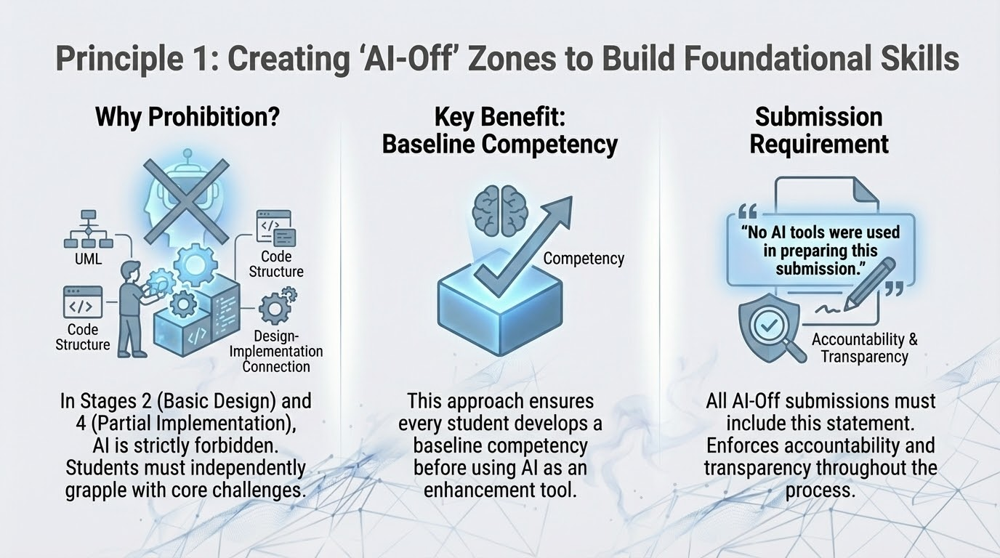 Principle 1: Creating ‘AI-Off’ Zones to Build Foundational Skills
Why Prohibition?
UML
Code
Structure
</>
Code
Structure
</>
</>
Design-
Implementation
Connection
In Stages 2 (Basic Design) and
4 (Partial Implementation),
AI is strictly forbidden.
Students must independently
grapple with core challenges.
Key Benefit:
Baseline Competency
Competency
This approach ensures
every student develops a
baseline competency
before using AI as an
enhancement tool.
Submission
Requirement
“
“No AI tools were used
in preparing this
submission.”
”
Accountability &
Transparency
All AI-Off submissions must
include this statement.
Enforces accountability and
transparency throughout the
process.